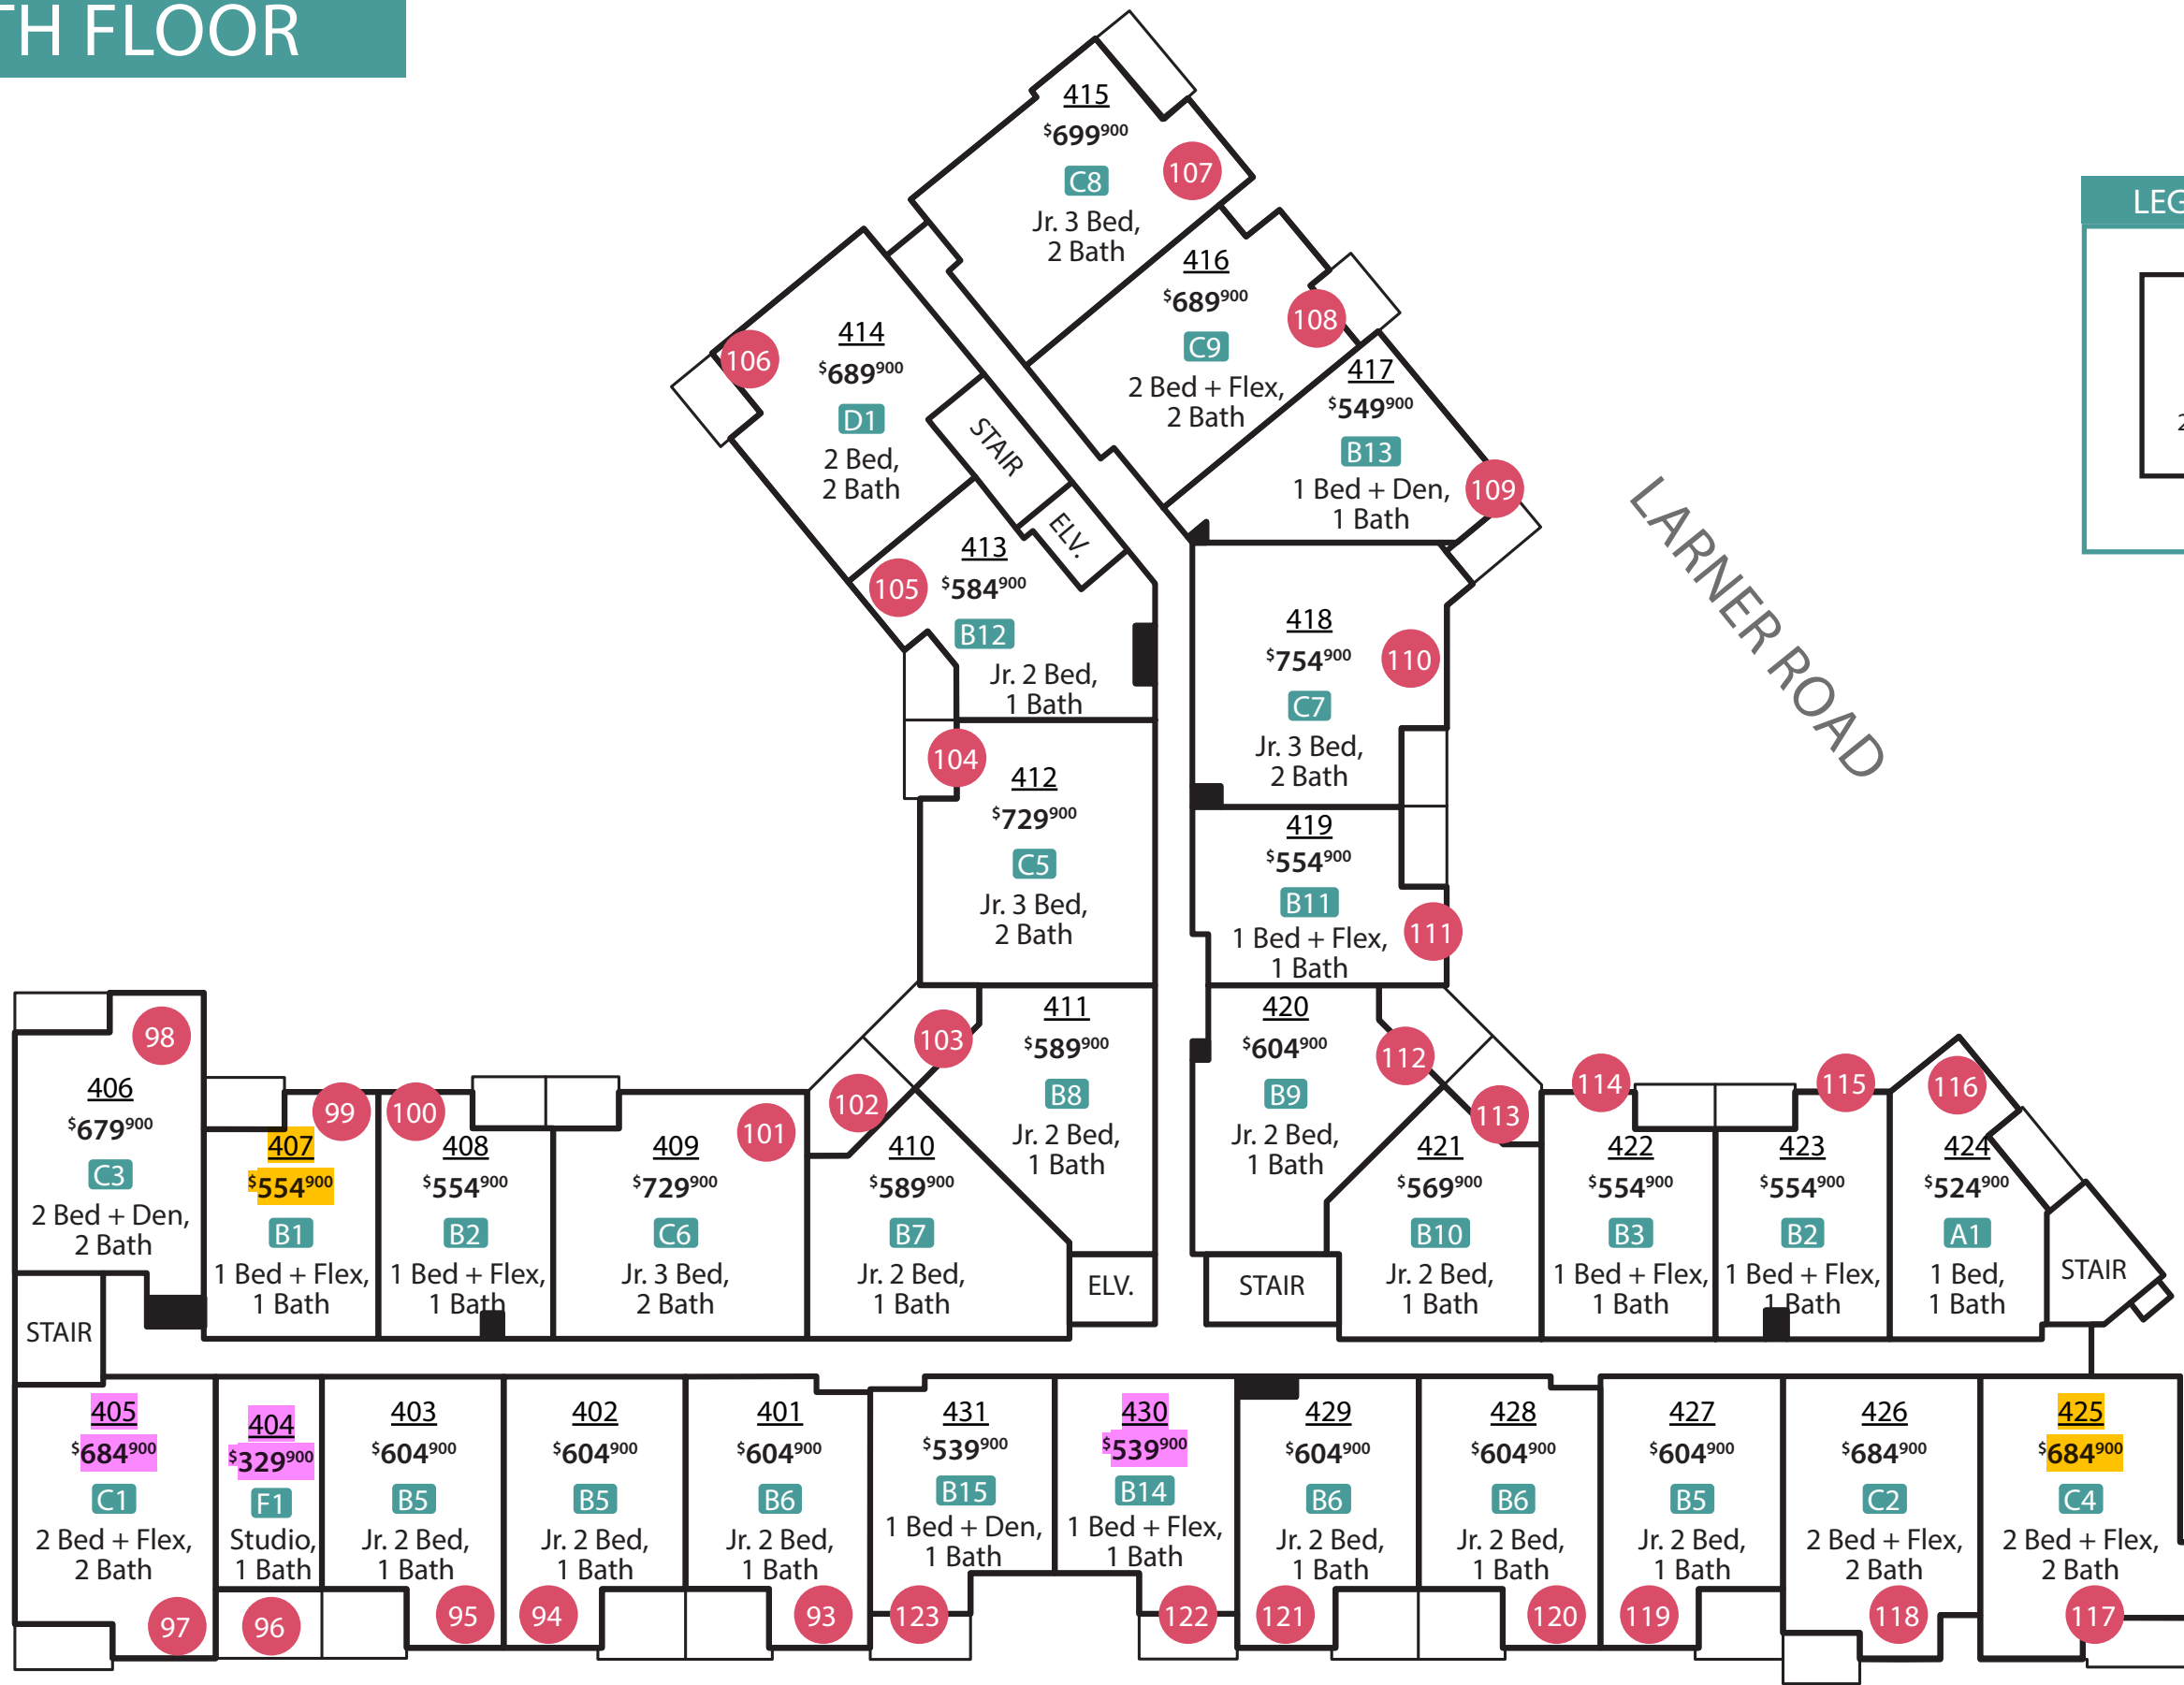 TH FLOOR
LEG
2
415
$699900
C8
Jr. 3 Bed,
2 Bath
107
416
$689900
C9
2 Bed + Flex,
2 Bath
108
414
$689900
D1
2 Bed,
2 Bath
106
STAIR
ELV.
417
$549900
B13
1 Bed + Den,
1 Bath
109
LARNER ROAD
413
$584900
B12
Jr. 2 Bed,
1 Bath
105
418
$754900
C7
Jr. 3 Bed,
2 Bath
110
412
$729900
C5
Jr. 3 Bed,
2 Bath
104
419
$554900
B11
1 Bed + Flex,
1 Bath
111
406
$679900
C3
2 Bed + Den,
2 Bath
98
STAIR
407
$554900
B1
1 Bed + Flex,
1 Bath
99
408
$554900
B2
1 Bed + Flex,
1 Bath
100
409
$729900
C6
Jr. 3 Bed,
2 Bath
101
410
$589900
B7
Jr. 2 Bed,
1 Bath
102
411
$589900
B8
Jr. 2 Bed,
1 Bath
103
ELV.
420
$604900
B9
Jr. 2 Bed,
1 Bath
112
STAIR
421
$569900
B10
Jr. 2 Bed,
1 Bath
113
422
$554900
B3
1 Bed + Flex,
1 Bath
114
423
$554900
B2
1 Bed + Flex,
1 Bath
115
424
$524900
A1
1 Bed,
1 Bath
116
STAIR
405
$684900
C1
2 Bed + Flex,
2 Bath
97
404
$329900
F1
Studio,
1 Bath
96
403
$604900
B5
Jr. 2 Bed,
1 Bath
95
402
$604900
B5
Jr. 2 Bed,
1 Bath
94
401
$604900
B6
Jr. 2 Bed,
1 Bath
93
431
$539900
B15
1 Bed + Den,
1 Bath
123
430
$539900
B14
1 Bed + Flex,
1 Bath
122
429
$604900
B6
Jr. 2 Bed,
1 Bath
121
428
$604900
B6
Jr. 2 Bed,
1 Bath
120
427
$604900
B5
Jr. 2 Bed,
1 Bath
119
426
$684900
C2
2 Bed + Flex,
2 Bath
118
425
$684900
C4
2 Bed + Flex,
2 Bath
117